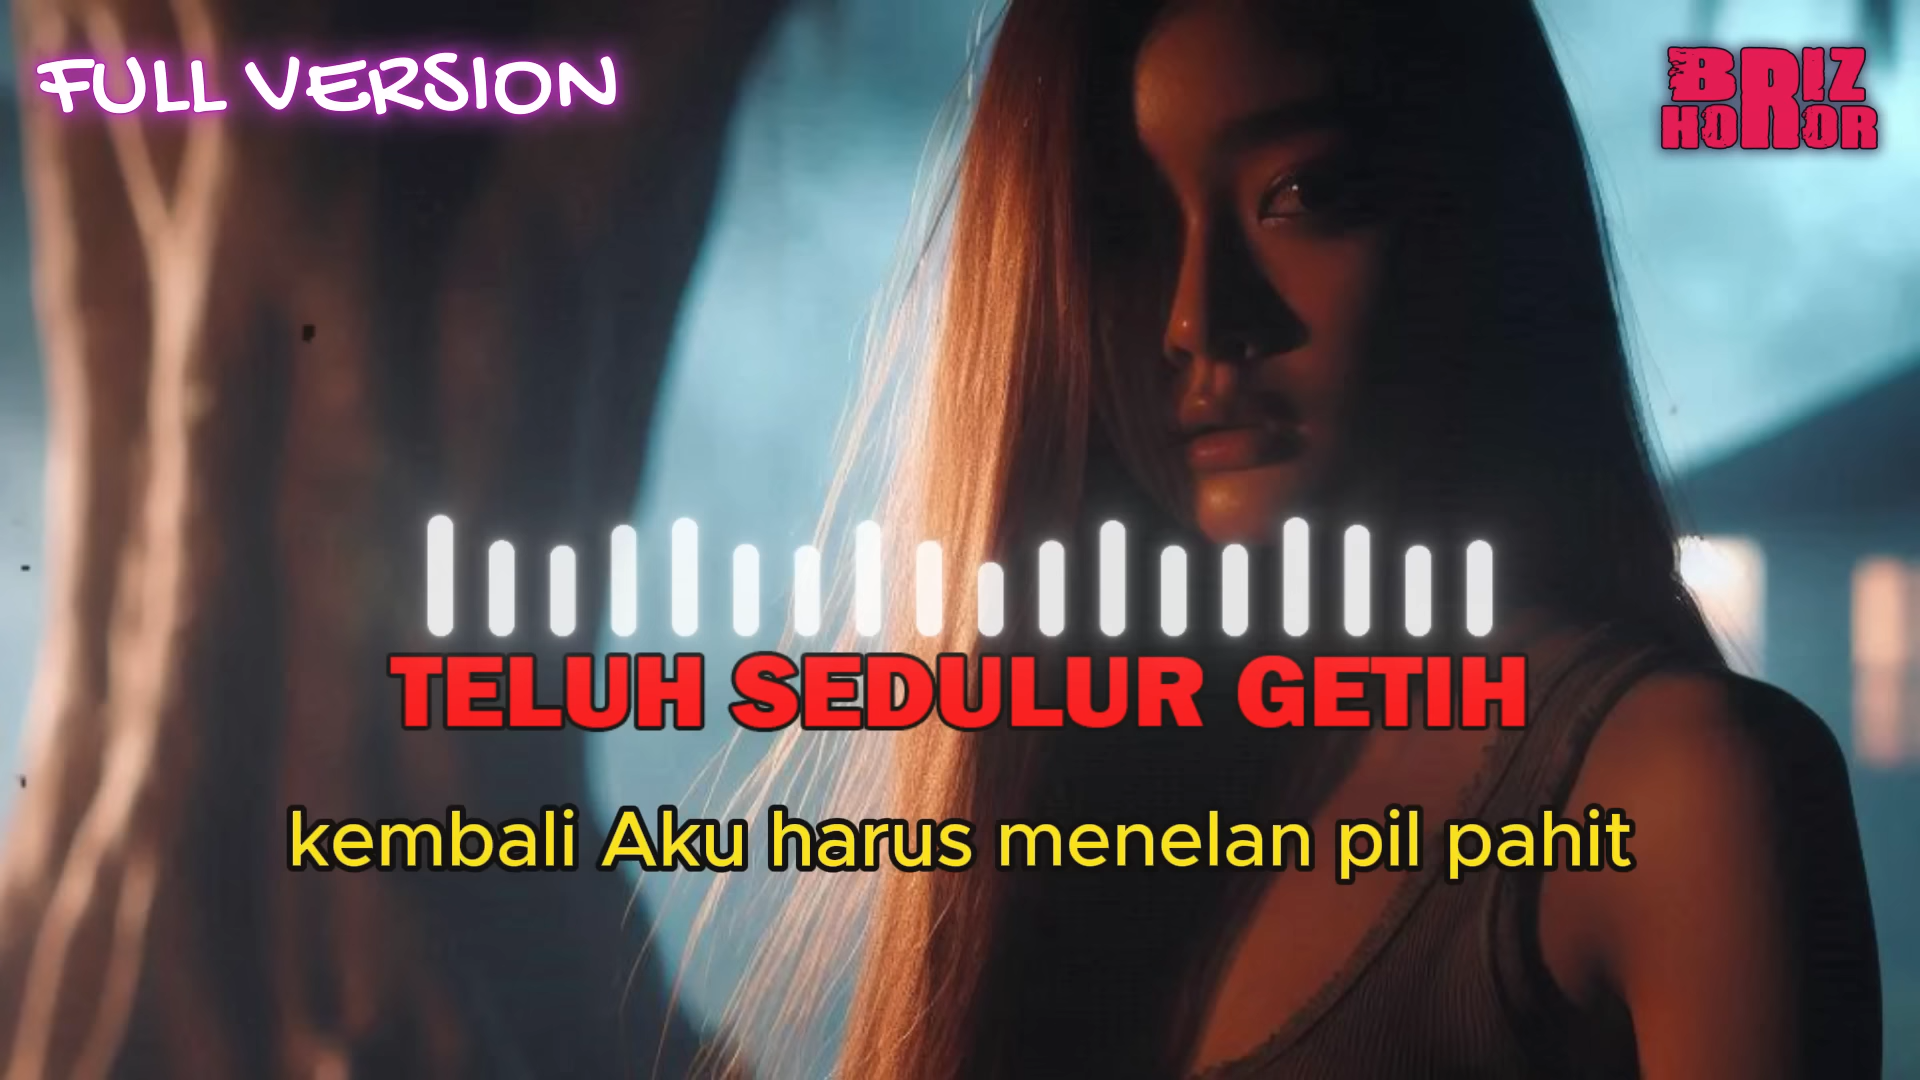 FULL VERSION
BRIZ
HOROR
TELUH SEDULUR GETIH
kembali Aku harus menelan pil pahit